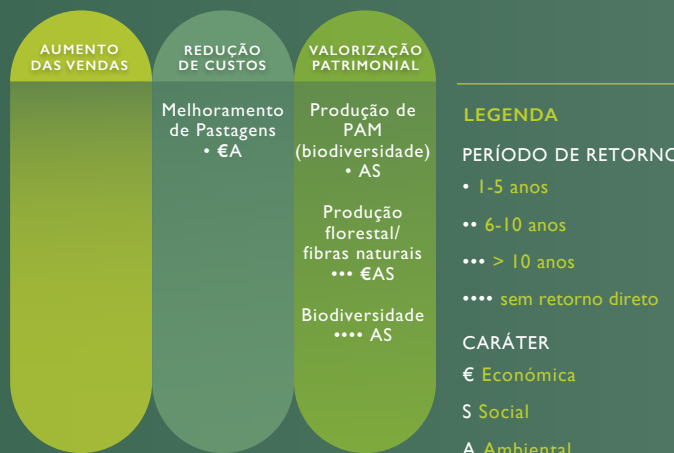 AUMENTO
DAS VENDAS
REDUÇÃO
DE CUSTOS
Melhoramento
de Pastagens
• €A
VALORIZAÇÃO
PATRIMONIAL
Produção de
PAM
(biodiversidade)
• AS
Produção
florestal/
fibras naturais
••• €AS
Biodiversidade
•••• AS
LEGENDA
PERÍODO DE RETORNO
• 1-5 anos
•• 6-10 anos
••• > 10 anos
•••• sem retorno direto
CARÁTER
€ Económica
S Social
A Ambiental